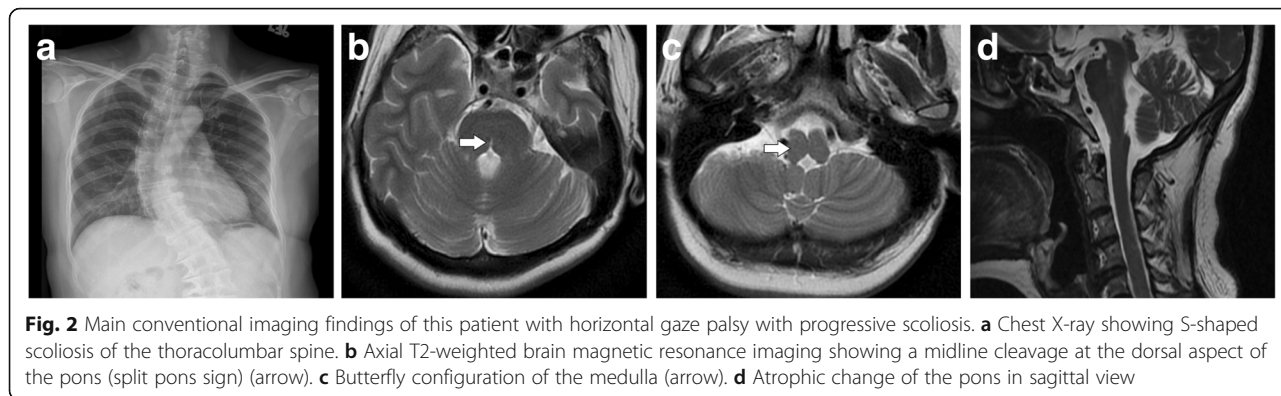 a
b
c
d
Fig. 2 Main conventional imaging findings of this patient with horizontal gaze palsy with progressive scoliosis. a Chest X-ray showing S-shaped
scoliosis of the thoracolumbar spine. b Axial T2-weighted brain magnetic resonance imaging showing a midline cleavage at the dorsal aspect of
the pons (split pons sign) (arrow). c Butterfly configuration of the medulla (arrow). d Atrophic change of the pons in sagittal view